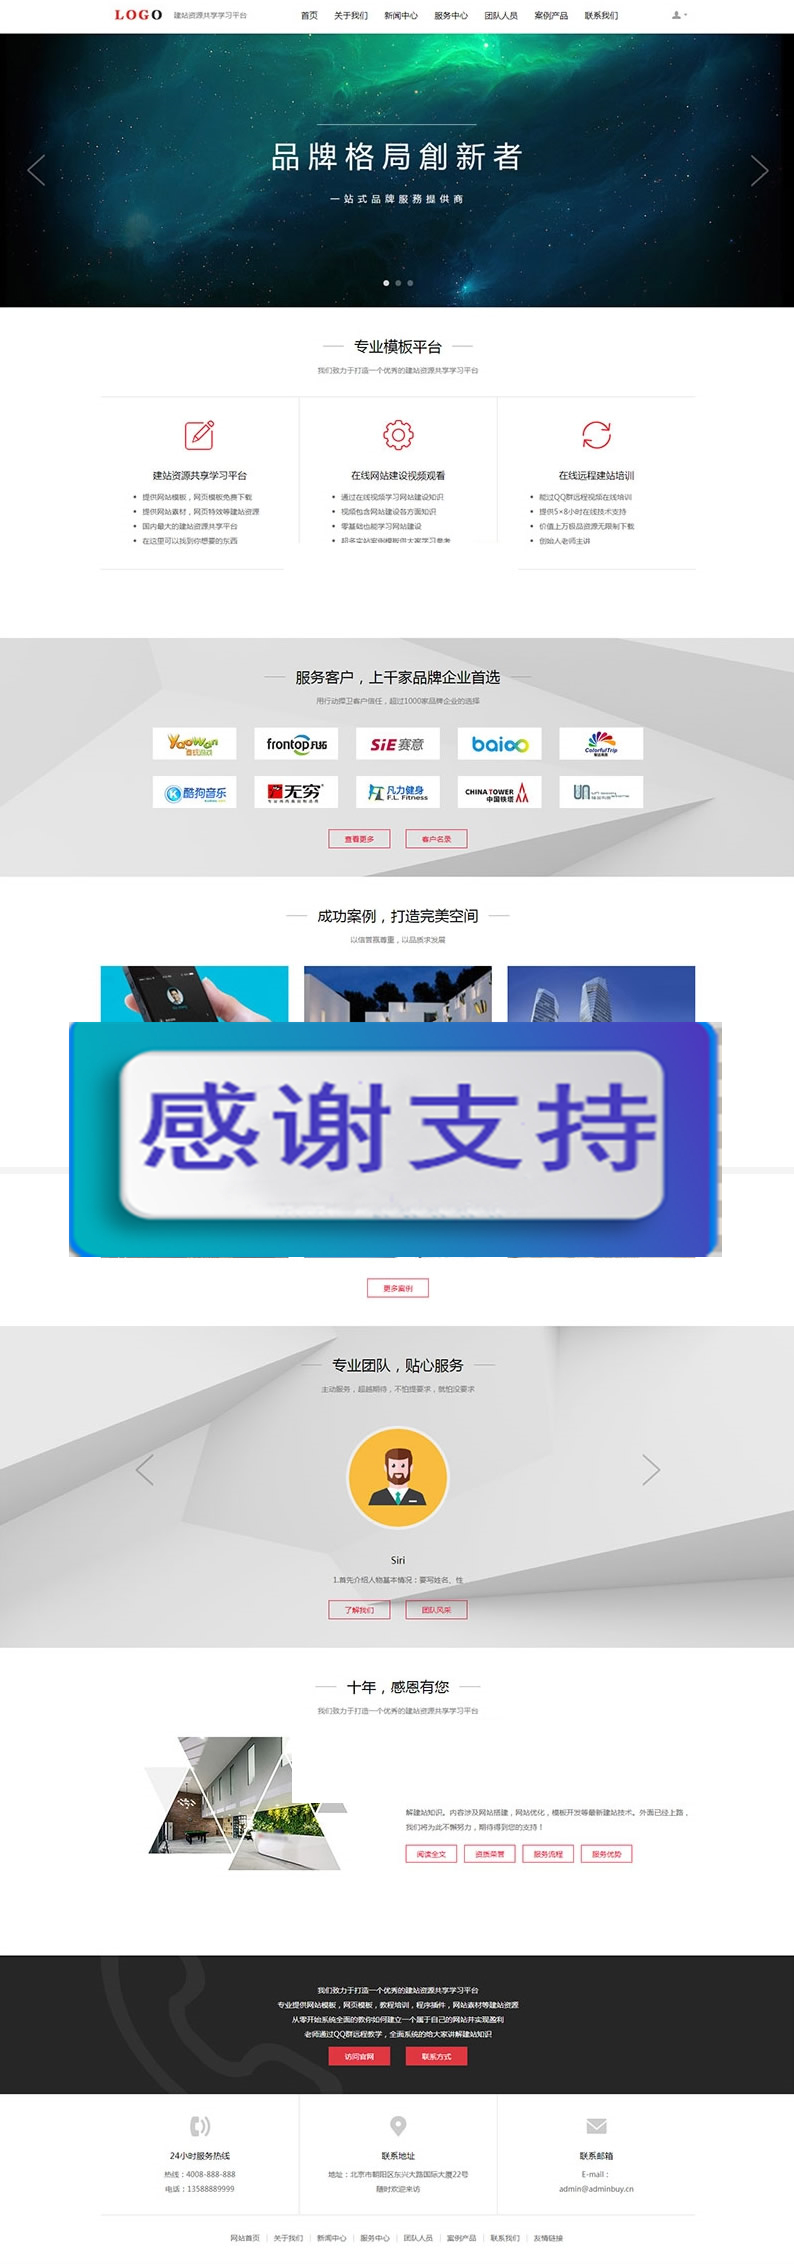 LOGO 建站资源共享学习平台 首页 关于我们 新闻中心 服务中心 团队人员 案例产品 联系我们
品牌格局創新者
一站式品牌服務提供商
专业模板平台
我们致力于打造一个优秀的建站资源共享学习平台
建站资源共享学习平台
提供网站模板，网页模板免费下载
提供网站素材，网页特效等建站资源
国内最大的建站资源共享平台
在这里可以找到你想要的东西
在线网站建设视频观看
通过在线视频学习网站建设知识
视频包含网站建设各方面知识
零基础也能学习网站建设
超多实站案例模板供大家学习参考
在线远程建站培训
能过QQ群远程视频在线培训
提供5×8小时在线技术支持
价值上万极品资源无限制下载
创始人老师主讲
服务客户，上千家品牌企业首选
用行动捍卫客户信任，超过1000家品牌企业的选择
YaoWan 要玩游戏 frontop凡拓 SiE赛意 baioo ColorfulTrip
酷狗音乐 无穷 凡力健身 F.L. Fitness CHINA TOWER 中国铁塔 UN
查看更多 客户名录
成功案例，打造完美空间
以信誉赢尊重，以品质求发展
感谢支持
更多案例
专业团队，贴心服务
主动服务，超越期待，不怕提要求，就怕没要求
Siri
1.首先介绍人物基本情况：要写姓名、性
了解我们 团队风采
十年，感恩有您
我们致力于打造一个优秀的建站资源共享学习平台
解建站知识。内容涉及网站搭建，网站优化，模板开发等最新建站技术。外面已经上路，
我们将为此不懈努力，期待得到您的支持！
阅读全文 资质荣誉 服务流程 服务优势
我们致力于打造一个优秀的建站资源共享学习平台
专业提供网站模板，网页模板，教程培训，程序插件，网站素材等建站资源
从零开始系统全面的教你如何建立一个属于自己的网站并实现盈利
老师通过QQ群远程教学，全面系统的给大家讲解建站知识
访问官网 联系方式
24小时服务热线
热线：4008-888-888
电话：13588889999
联系地址
地址：北京市朝阳区东兴大路国际大厦22号
随时欢迎来访
联系邮箱
E-mail：
admin@adminbuy.cn
网站首页 | 关于我们 | 新闻中心 | 服务中心 | 团队人员 | 案例产品 | 联系我们 | 友情链接